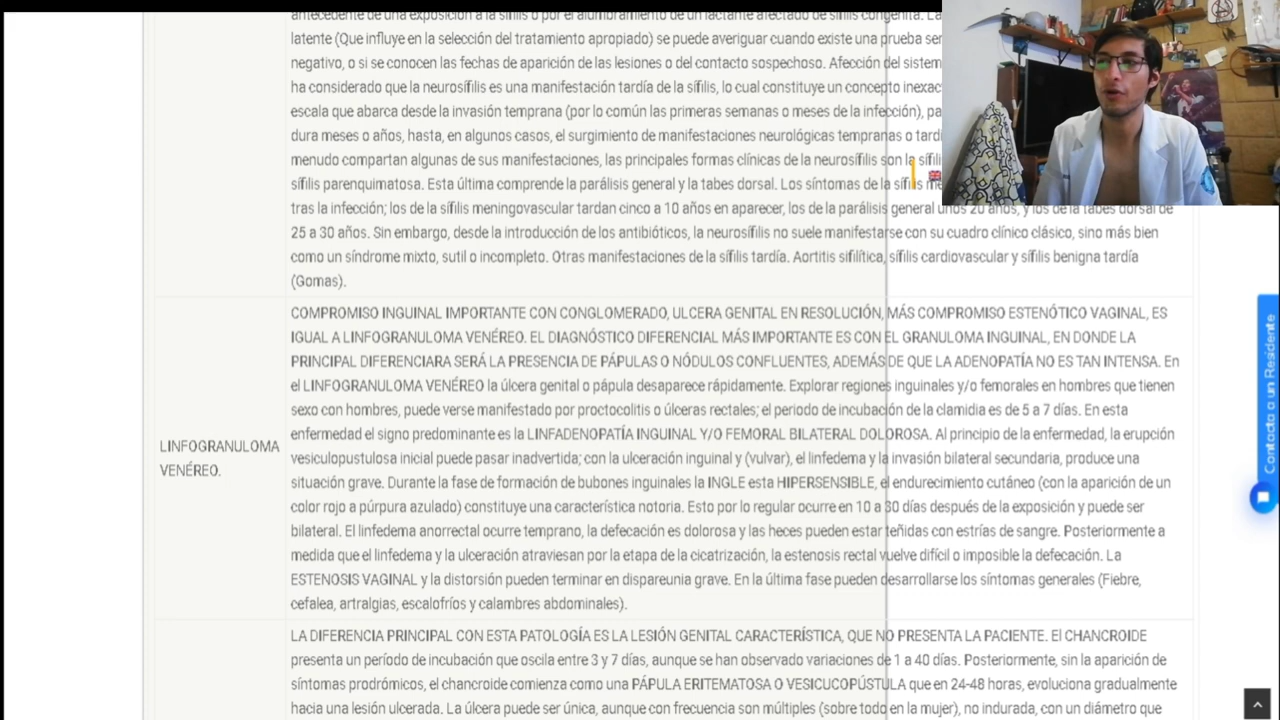 antecedente de una exposición a la sífilis o por el alumbramiento de un lactante afectado de sífilis congénita. La
latente (Que influye en la selección del tratamiento apropiado) se puede averiguar cuando existe una prueba
negativo, o si se conocen las fechas de aparición de las lesiones o del contacto sospechoso. Afección del
ha considerado que la neurosífilis es una manifestación tardía de la sífilis, lo cual constituye un concepto
escala que abarca desde la invasión temprana (por lo común las primeras semanas o meses de la infección),
dura meses o años, hasta, en algunos casos, el surgimiento de manifestaciones neurológicas tempranas o
menudo compartan algunas de sus manifestaciones, las principales formas clínicas de la neurosífilis son la
sífilis parenquimatosa. Esta última comprende la parálisis general y la tabes dorsal. Los síntomas de la sífilis
tras la infección; los de la sífilis meningovascular tardan cinco a 10 años en aparecer, los de la parálisis general unos 20 años, y los de la tabes dorsal de
25 a 30 años. Sin embargo, desde la introducción de los antibióticos, la neurosífilis no suele manifestarse con su cuadro clínico clásico, sino más bien
como un síndrome mixto, sutil o incompleto. Otras manifestaciones de la sífilis tardía. Aortitis sifilítica, sífilis cardiovascular y sífilis benigna tardía
(Gomas).
LINFOGRANULOMA
VENÉREO.
COMPROMISO INGUINAL IMPORTANTE CON CONGLOMERADO, ULCERA GENITAL EN RESOLUCIÓN, MÁS COMPROMISO ESTENÓTICO VAGINAL, ES
IGUAL A LINFOGRANULOMA VENÉREO. EL DIAGNÓSTICO DIFERENCIAL MÁS IMPORTANTE ES CON EL GRANULOMA INGUINAL, EN DONDE LA
PRINCIPAL DIFERENCIARA SERÁ LA PRESENCIA DE PÁPULAS O NÓDULOS CONFLUENTES, ADEMÁS DE QUE LA ADENOPATÍA NO ES TAN INTENSA. En
el LINFOGRANULOMA VENÉREO la úlcera genital o pápula desaparece rápidamente. Explorar regiones inguinales y/o femorales en hombres que tienen
sexo con hombres, puede verse manifestado por proctocolitis o úlceras rectales; el periodo de incubación de la clamidia es de 5 a 7 días. En esta
enfermedad el signo predominante es la LINFADENOPATÍA INGUINAL Y/O FEMORAL BILATERAL DOLOROSA. Al principio de la enfermedad, la erupción
vesiculopustulosa inicial puede pasar inadvertita; con la ulceración inguinal y (vulvar), el linfedema y la invasión bilateral secundaria, produce una
situación grave. Durante la fase de formación de bubones inguinales la INGLE esta HIPERSENSIBLE, el endurecimiento cutáneo (con la aparición de un
color rojo a púrpura azulado) constituye una característica notoria. Esto por lo regular ocurre en 10 a 30 días después de la exposición y puede ser
bilateral. El linfedema anorrectal ocurre temprano, la defecación es dolorosa y las heces pueden estar teñidas con estrías de sangre. Posteriormente a
medida que el linfedema y la ulceración atraviesan por la etapa de la cicatrización, la estenosis rectal vuelve difícil o imposible la defecación. La
ESTENOSIS VAGINAL y la distorsión pueden terminar en dispareunia grave. En la última fase pueden desarrollarse los síntomas generales (Fiebre,
cefalea, artralgias, escalofríos y calambres abdominales).
LA DIFERENCIA PRINCIPAL CON ESTA PATOLOGÍA ES LA LESIÓN GENITAL CARACTERÍSTICA, QUE NO PRESENTA LA PACIENTE. El CHANCROIDE
presenta un período de incubación que oscila entre 3 y 7 días, aunque se han observado variaciones de 1 a 40 días. Posteriormente, sin la aparición de
síntomas prodrómicos, el chancroide comienza como una PÁPULA ERITEMATOSA O VESICUCOPÚSTULA que en 24-48 horas, evoluciona gradualmente
hacia una lesión ulcerada. La úlcera puede ser única, aunque con frecuencia son múltiples (sobre todo en la mujer), no indurada, con un diámetro que
Contacta a un Residente